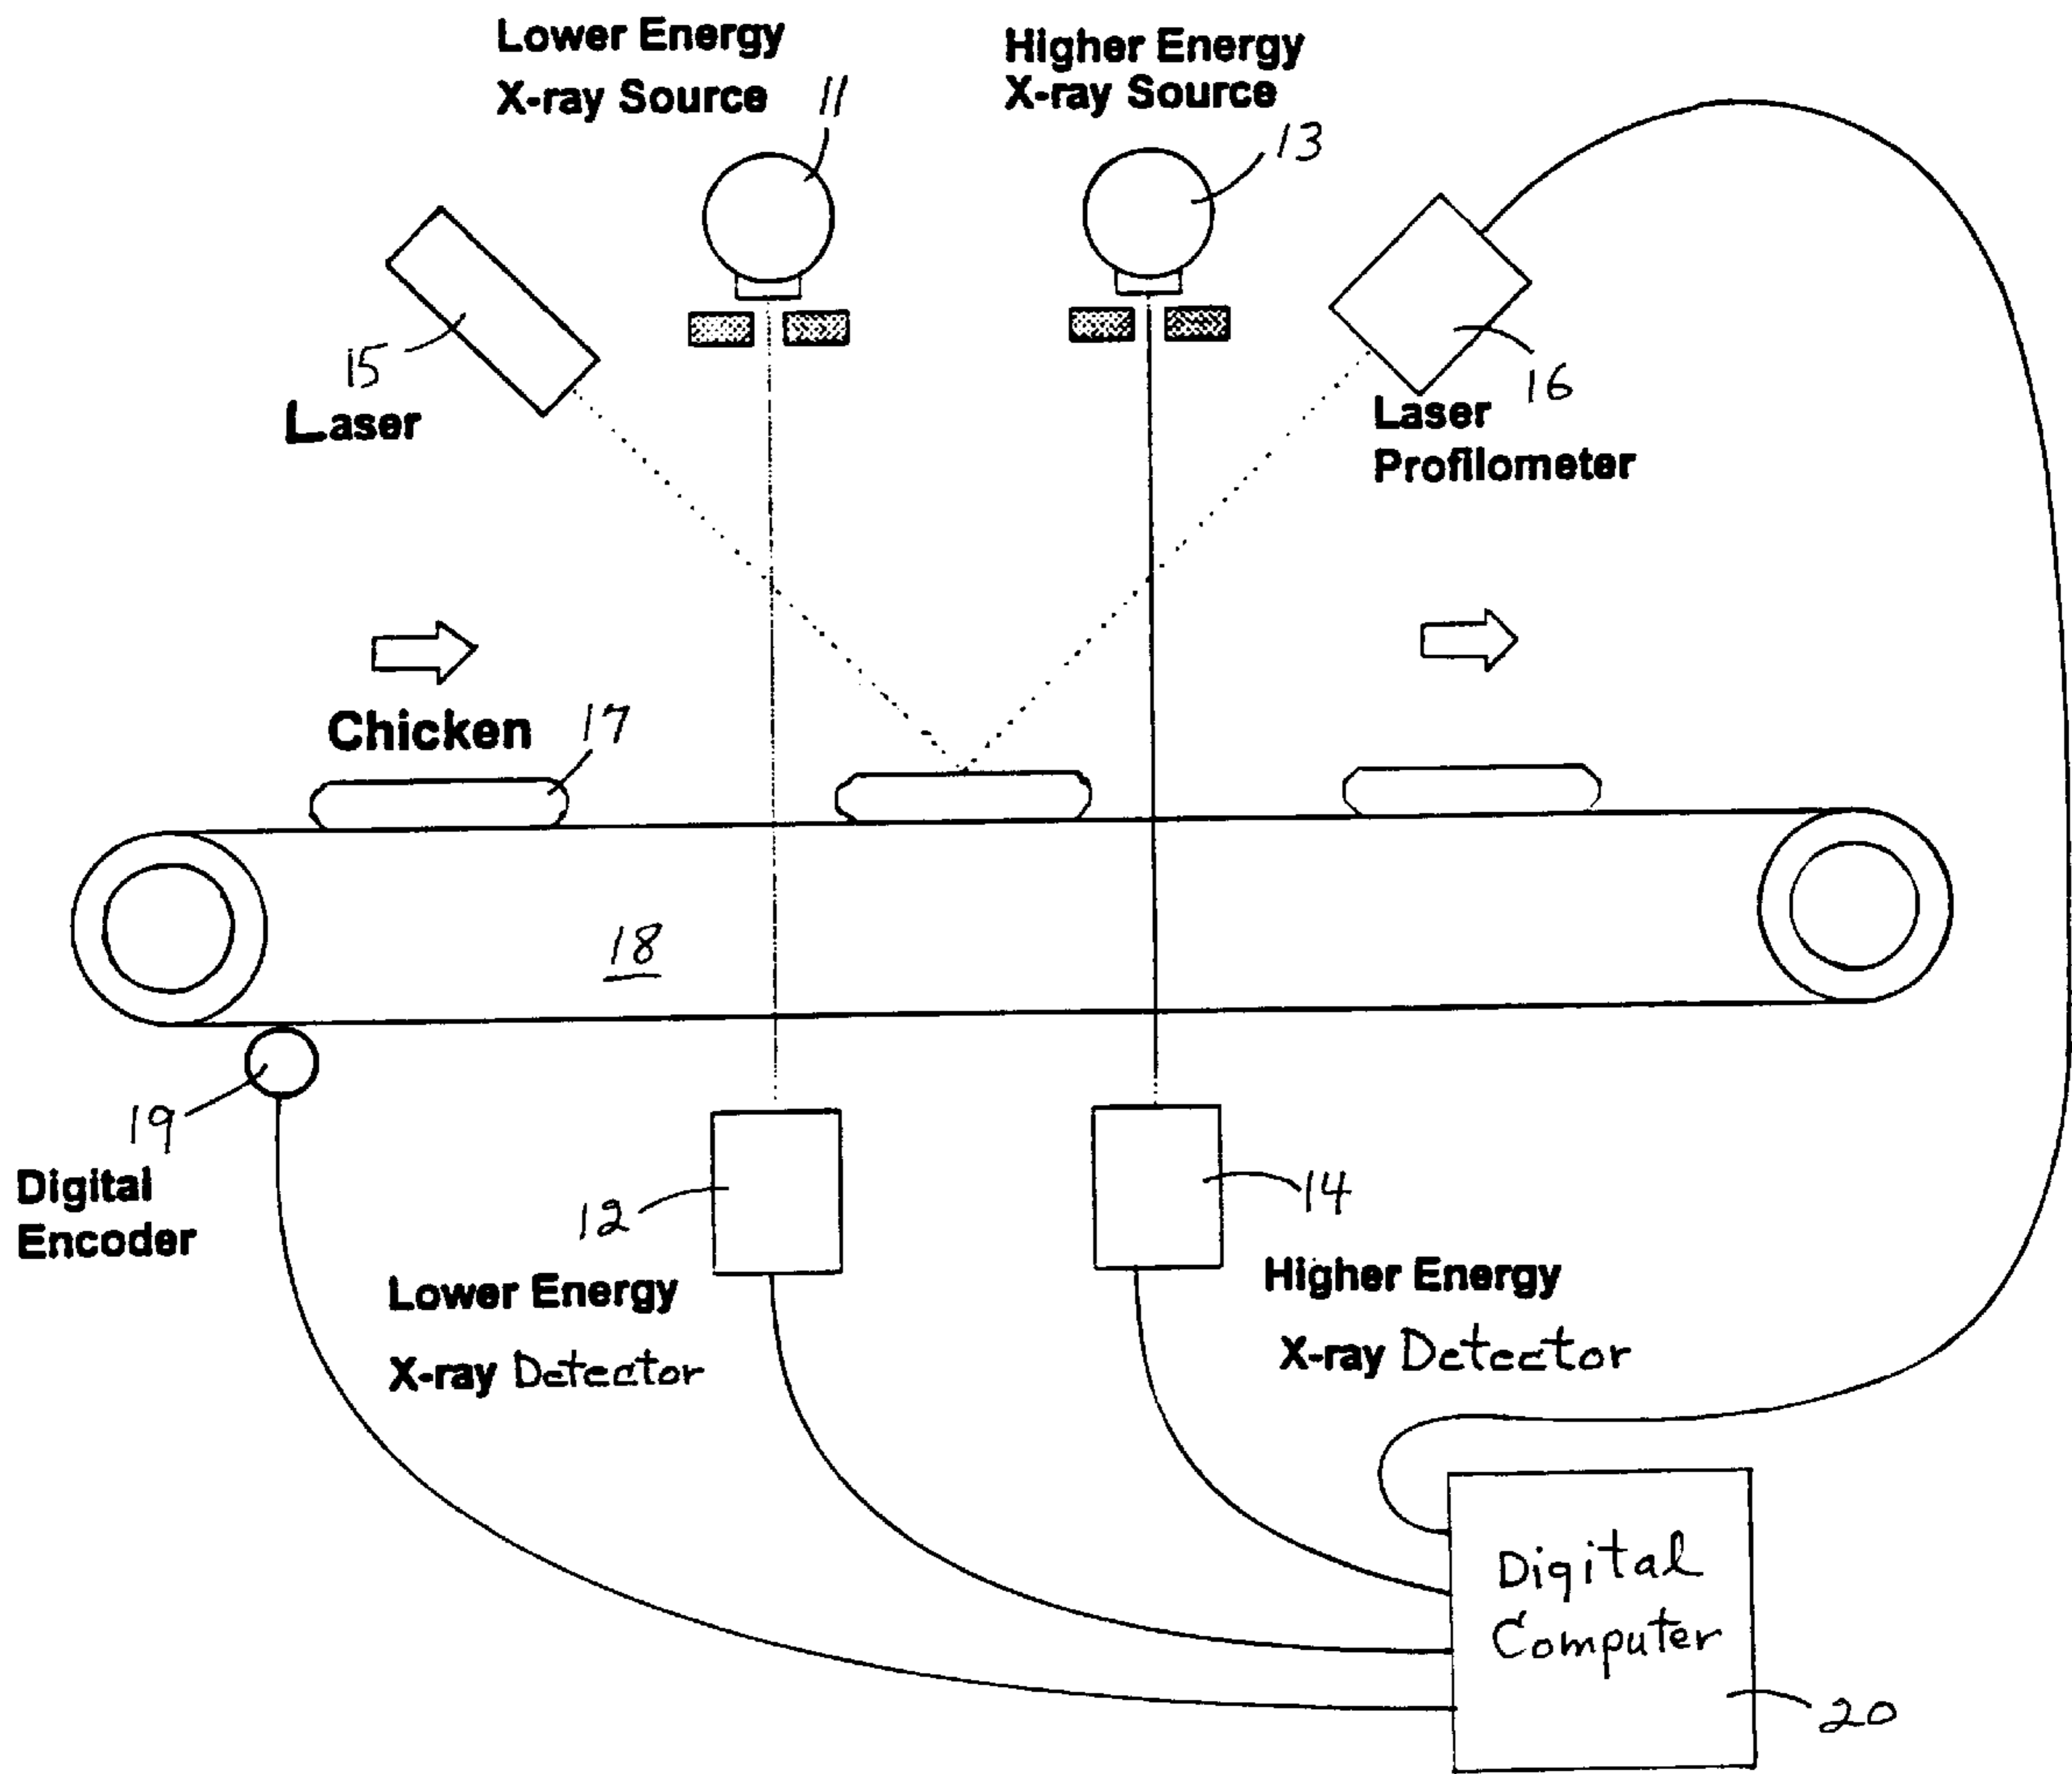 Lower Energy
X-ray Source
11
Higher Energy
X-ray Source
13
15
Laser
16
Laser
Profilometer
Chicken
17
18
19
Digital
Encoder
12
Lower Energy
X-ray Detector
14
Higher Energy
X-ray Detector
Digital
Computer
20